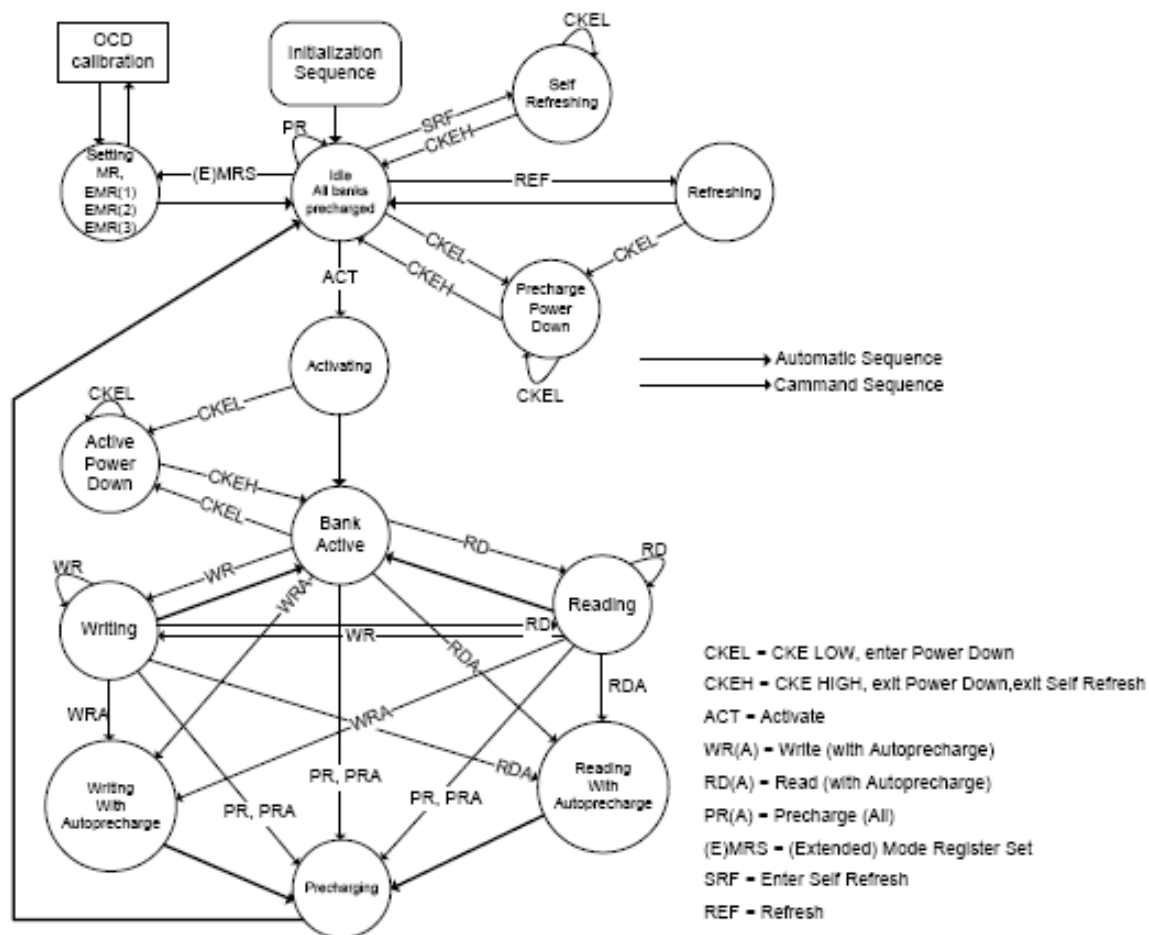 OCD
calibration
Initialization
Sequence
CKEL
Self
Refreshing
SRF
CKEH
PR
Setting
MR,
EMR(1)
EMR(2)
EMR(3)
(E)MRS
Idle
All banks
precharged
REF
Refreshing
CKEL
CKEH
CKEL
ACT
Precharge
Power
Down
CKEL
Activating
Automatic Sequence
Cammand Sequence
CKEL
CKEL
Active
Power
Down
CKEH
CKEL
Bank
Active
RD
RD
WR
WR
WRA
Reading
Writing
RD
WR
RDA
RDA
WRA
WRA
RDA
Writing
With
Autoprecharge
PR, PRA
PR, PRA
PR, PRA
Reading
With
Autoprecharge
Precharging
CKEL = CKE LOW, enter Power Down
CKEH = CKE HIGH, exit Power Down,exit Self Refresh
ACT = Activate
WR(A) = Write (with Autoprecharge)
RD(A) = Read (with Autoprecharge)
PR(A) = Precharge (All)
(E)MRS = (Extended) Mode Register Set
SRF = Enter Self Refresh
REF = Refresh